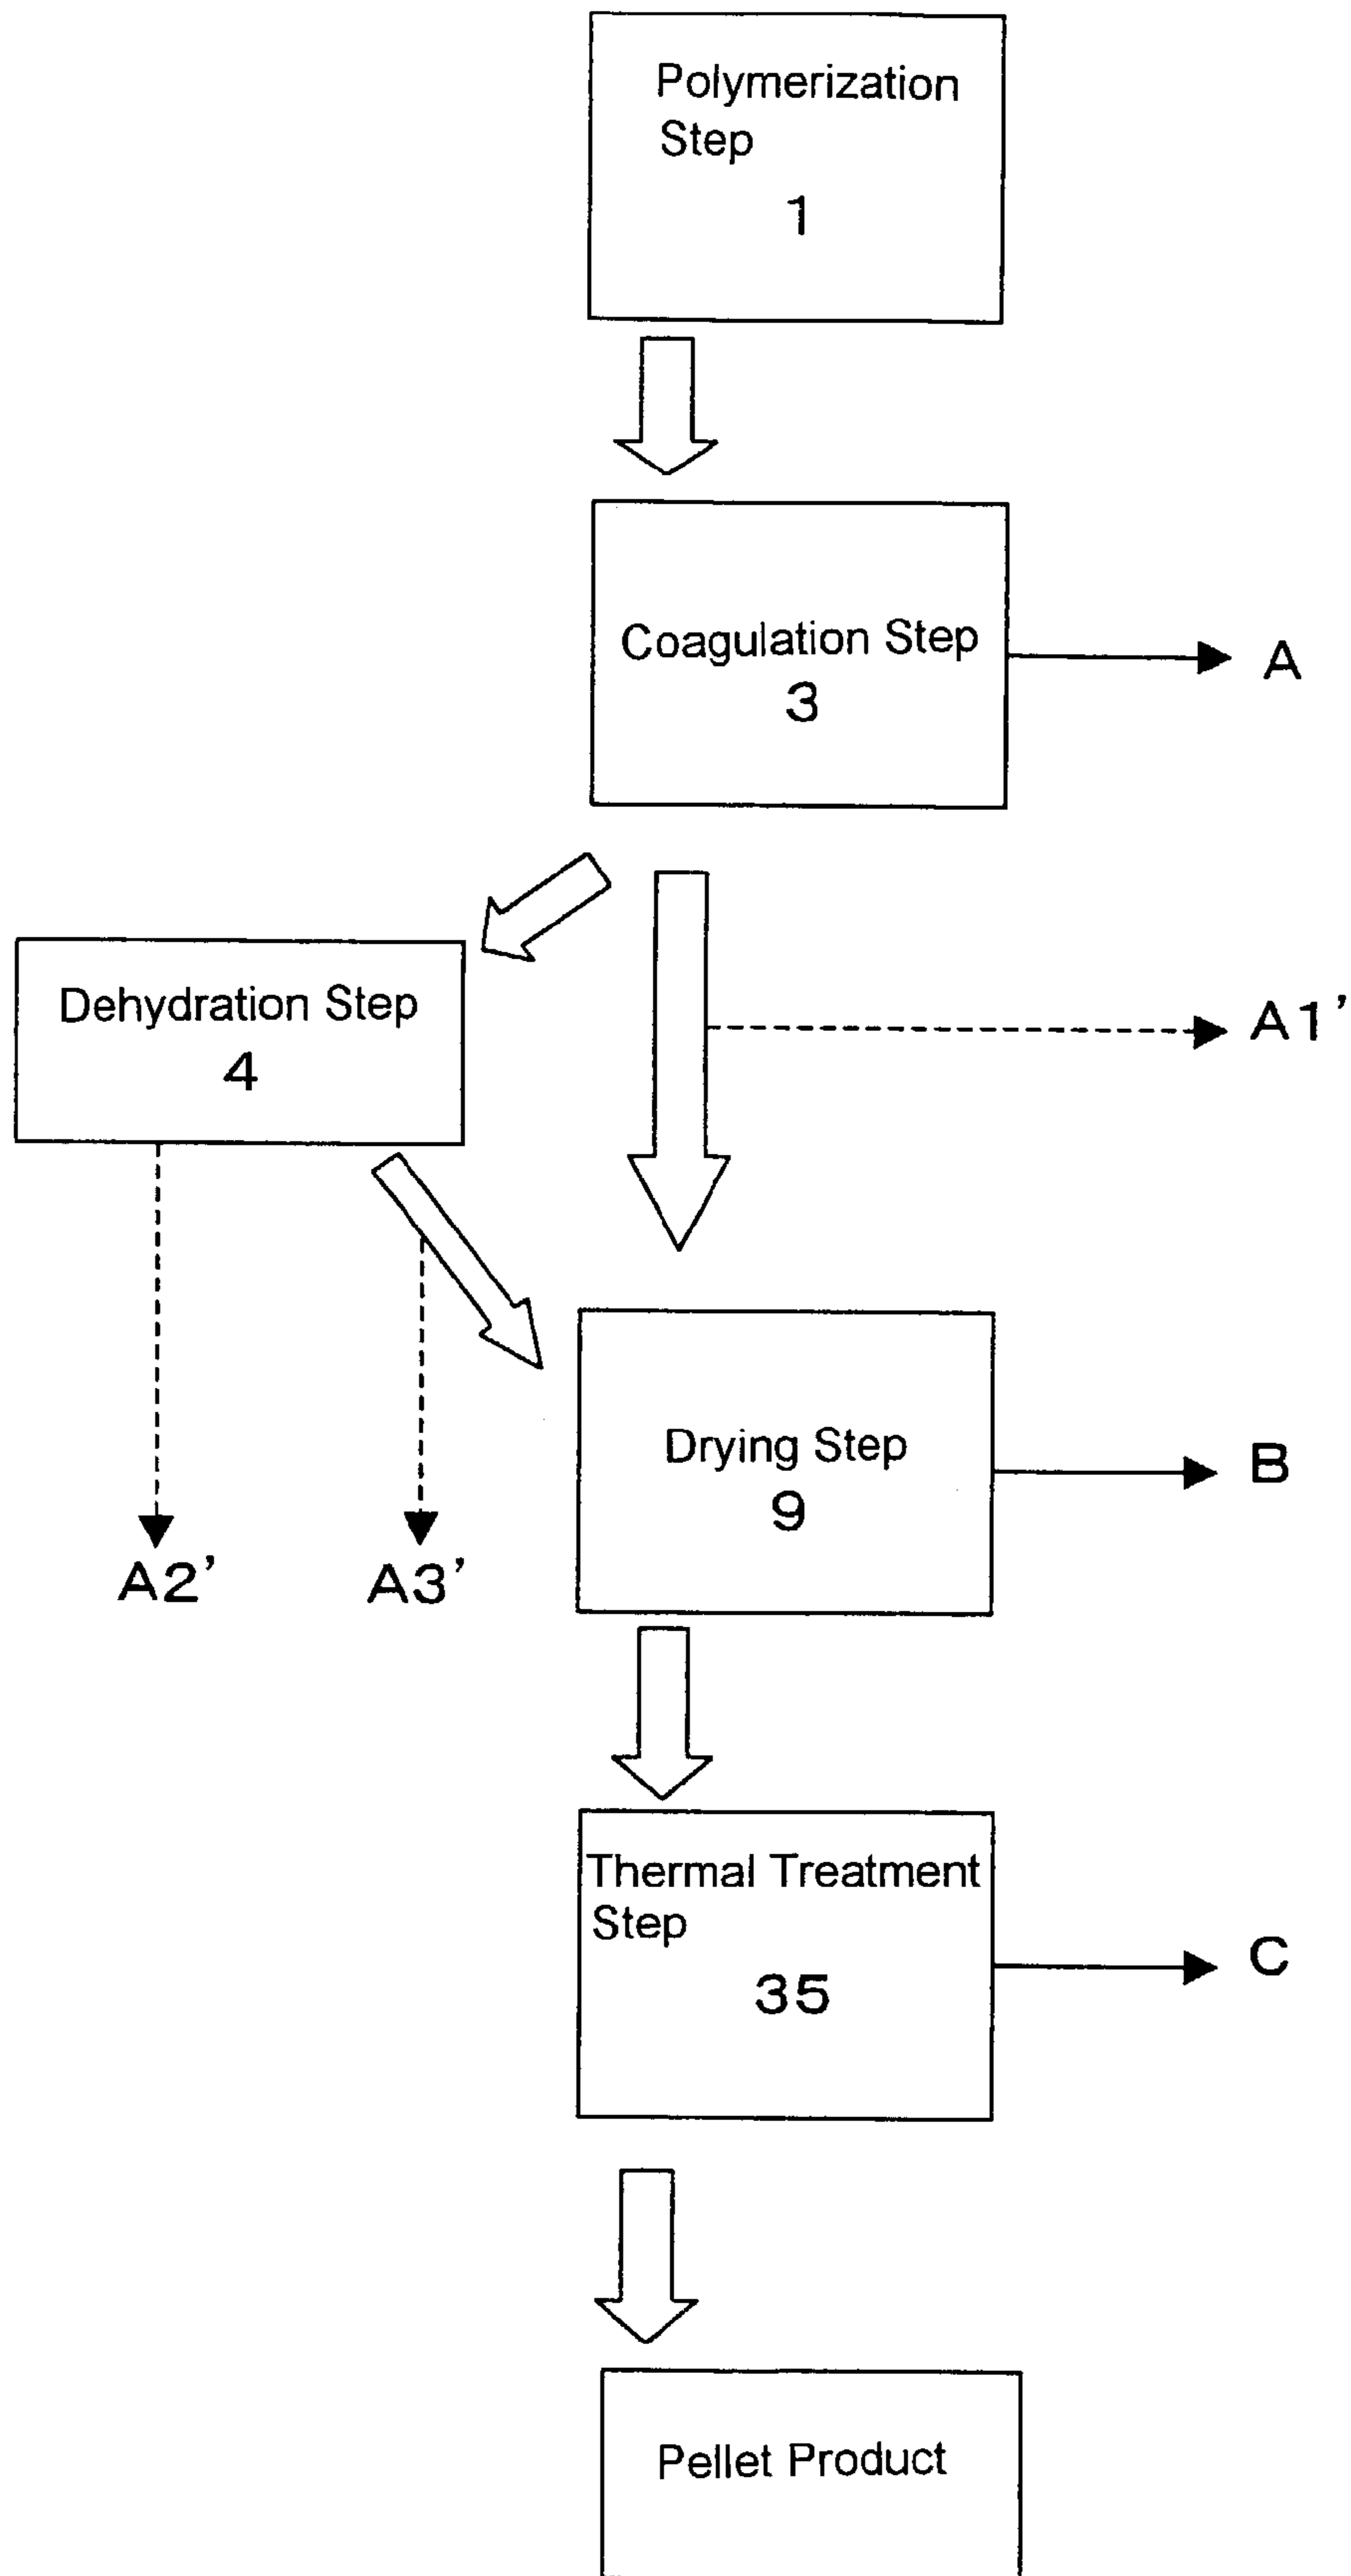 Polymerization
Step
1
Coagulation Step
3
A
Dehydration Step
4
A1’
Drying Step
9
B
A2’
A3’
Thermal Treatment
Step
35
C
Pellet Product